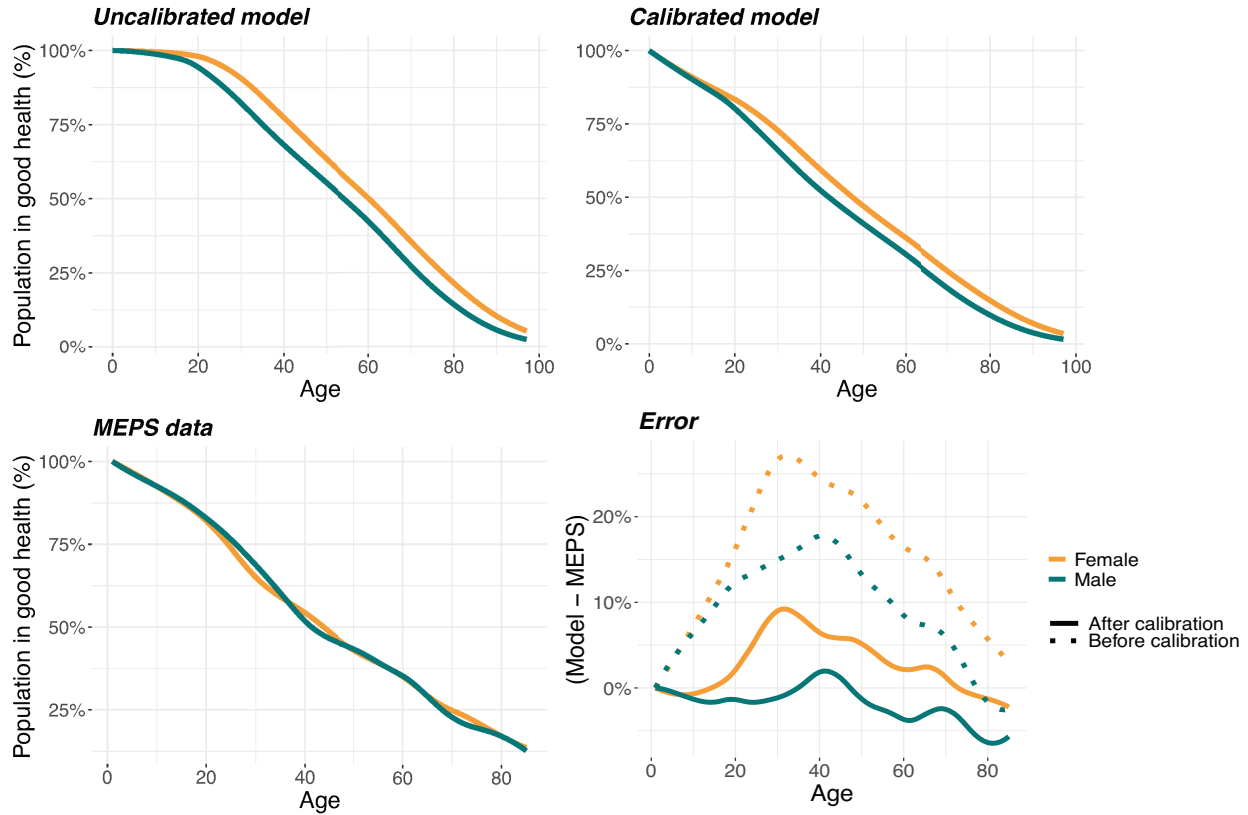 Uncalibrated model
Population in good health (%)
100%
75%
50%
25%
0%
0 20 40 60 80 100
Age
Calibrated model
100%
75%
50%
25%
0%
0 20 40 60 80 100
Age
MEPS data
Population in good health (%)
100%
75%
50%
25%
0 20 40 60 80
Age
Error
(Model – MEPS)
20%
10%
0%
0 20 40 60 80
Age
Female
Male
After calibration
Before calibration